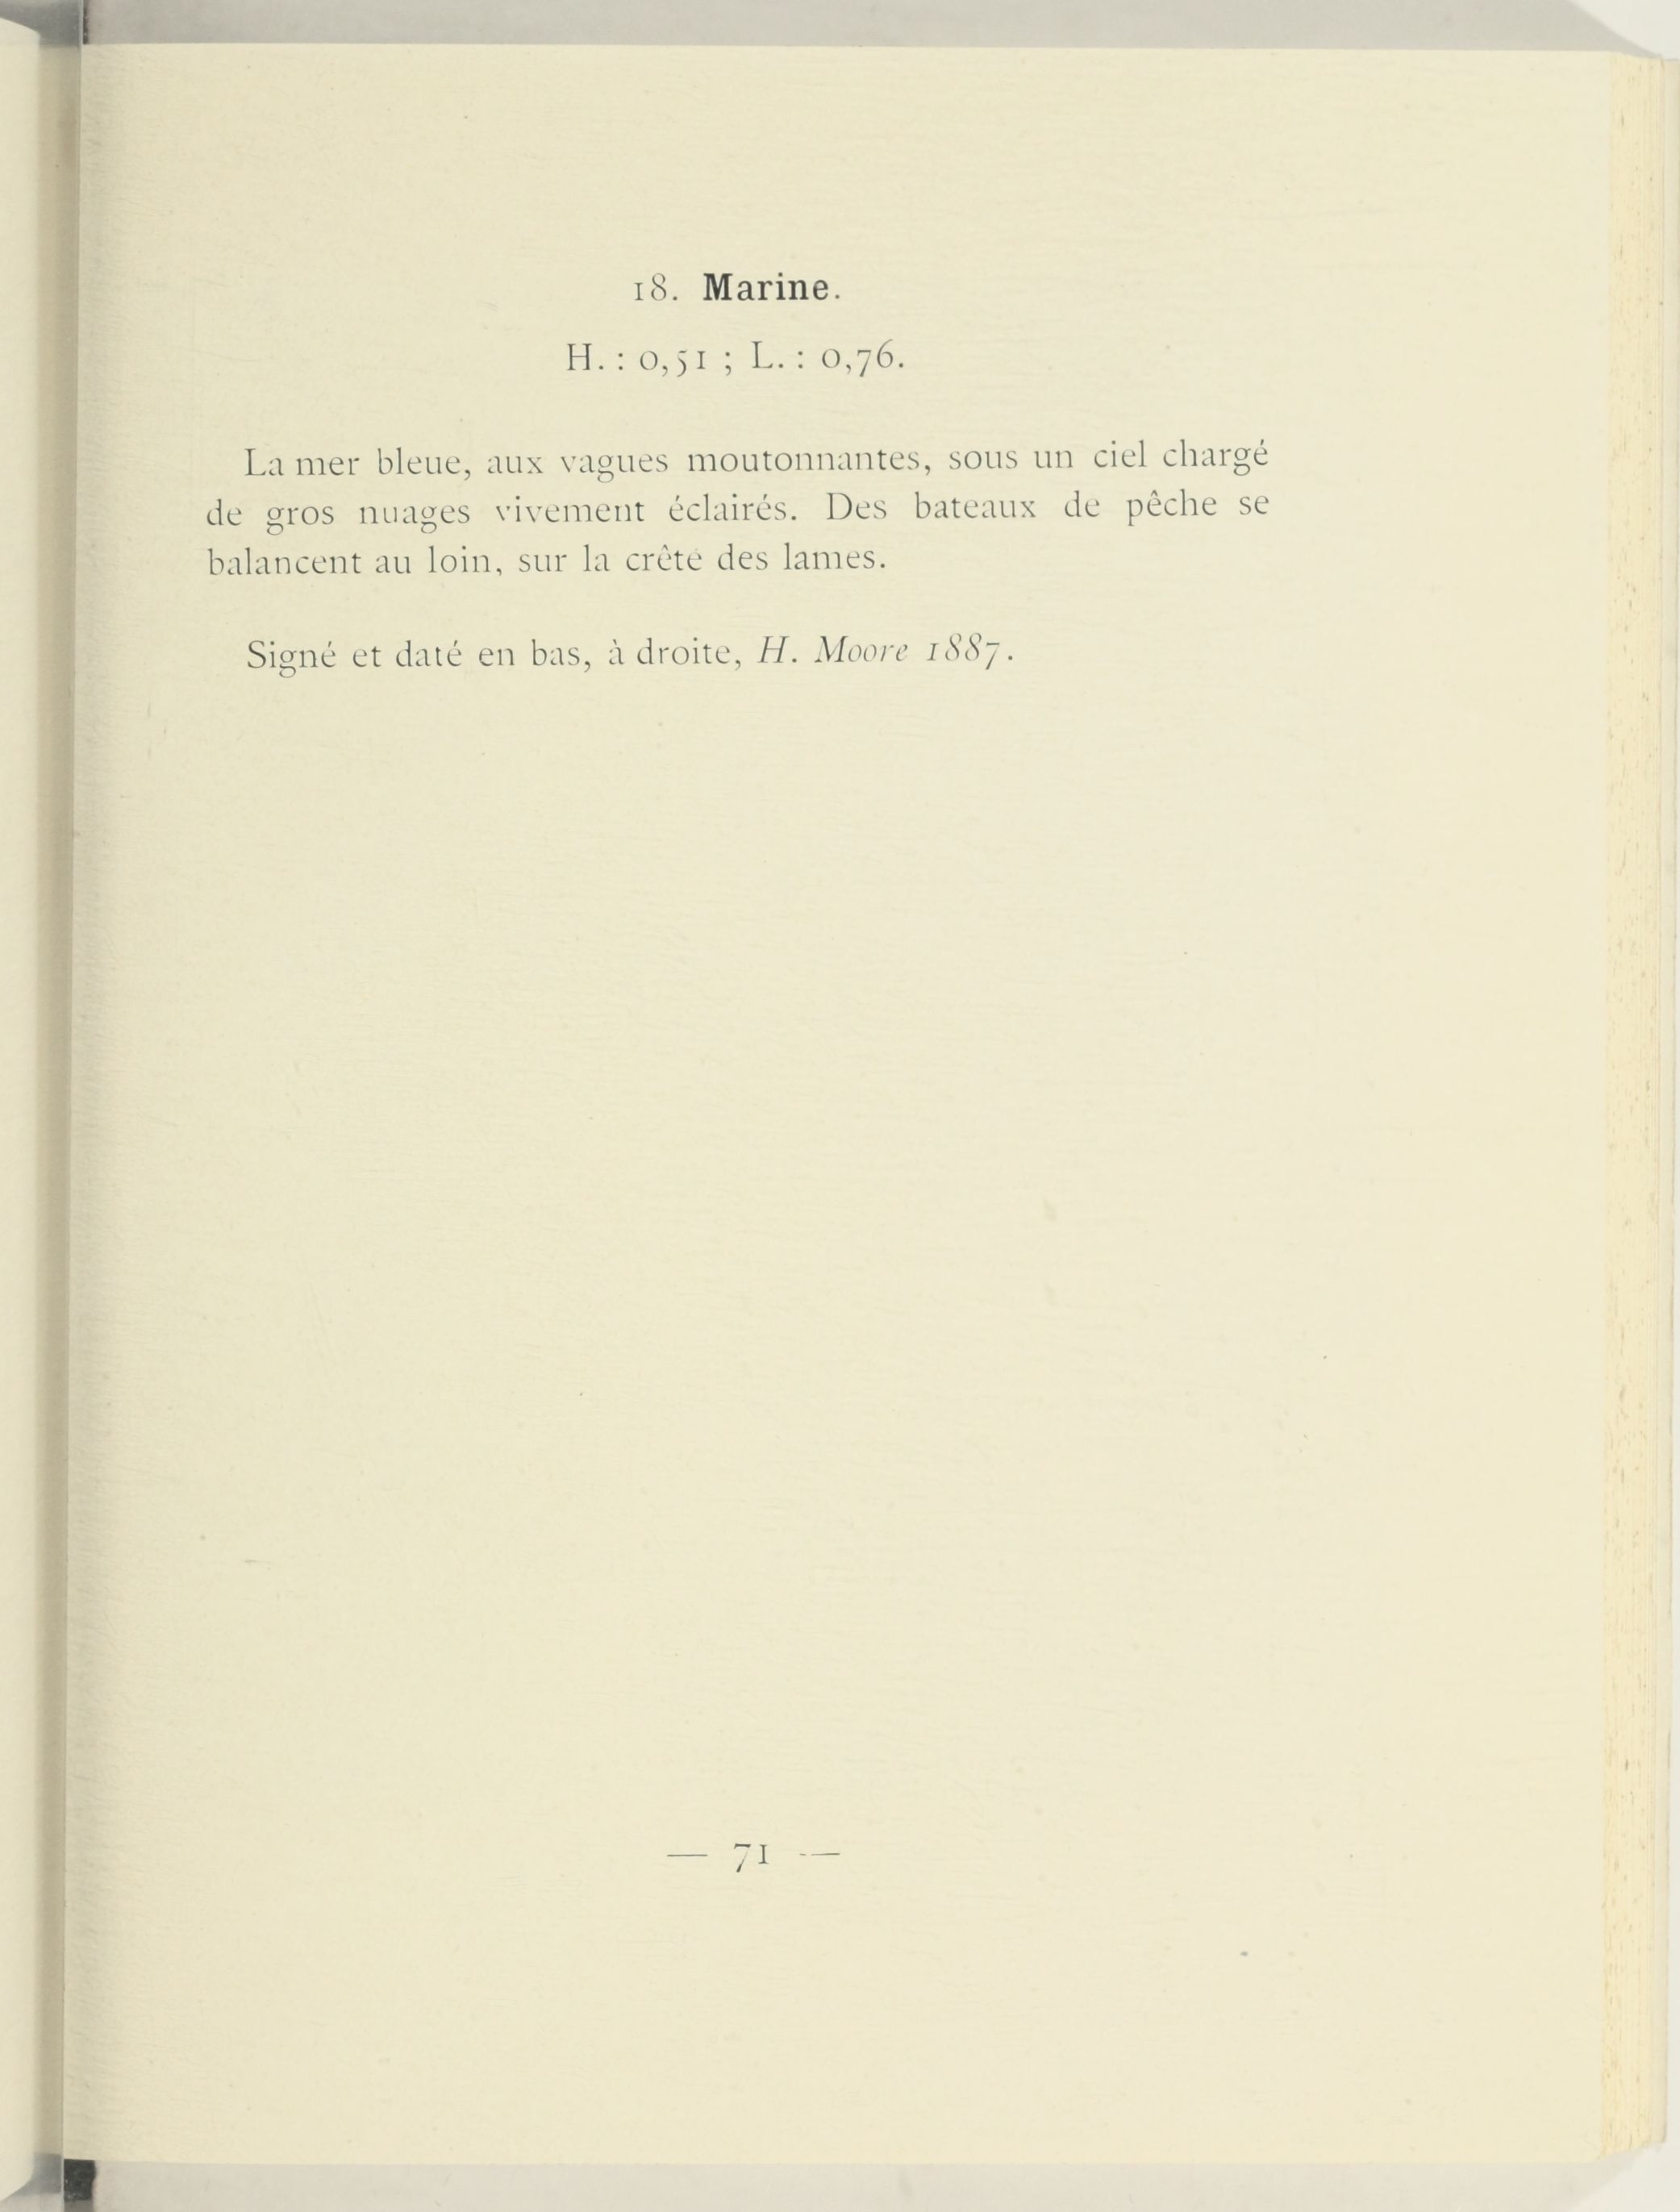 18. Marine.
H. : 0,51 ; L. : 0,76.
La mer bleue, aux vagues moutonnantes, sous un ciel chargé
de gros nuages vivement éclairés. Des bateaux de pêche se
balancent au loin, sur la crête des lames.
Signé et daté en bas, à droite, H. Moore 1887.
— 71 —